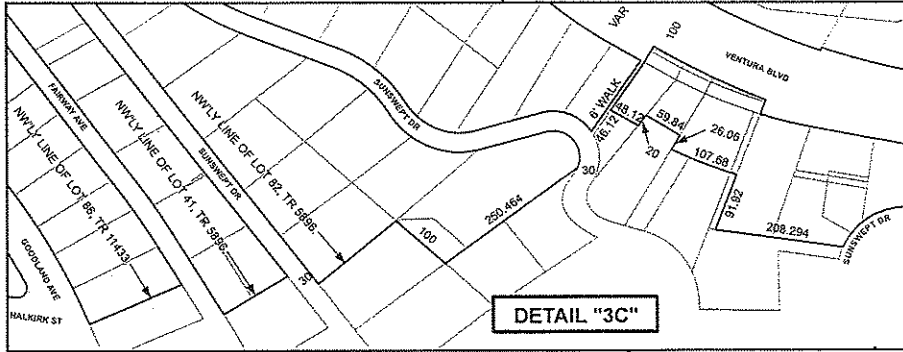 VAR
100
VENTURA BLVD
6' WALK
46.12
48.12
59.84
26.06
20
107.68
91.92
208.294
SUNSWEPT DR
30
SUNSWEPT DR
250.464
100
30
NW'LY LINE OF LOT 82, TR 5896.
SUNSWEPT DR
NW'LY LINE OF LOT 41, TR 5896.
FAIRWAY AVE
NW'LY LINE OF LOT 86, TR 11433.
GOODLAND AVE
HALKIRK ST
DETAIL "3C"